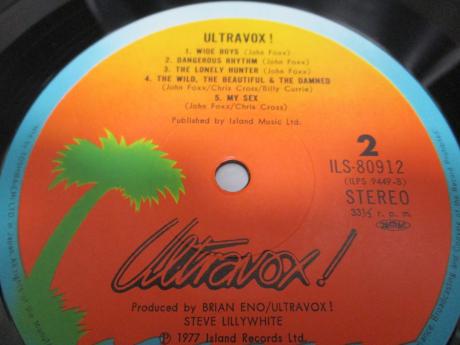 ULTRAVOX!
1. WIDE BOYS (John Foxx)
2. DANGEROUS RHYTHM (John Foxx)
3. THE LONELY HUNTER (John Foxx)
4. THE WILD, THE BEAUTIFUL & THE DAMNED
(John Foxx/Chris Cross/Billy Currie)
5. MY SEX
(John Foxx/Chris Cross)
Published by Island Music Ltd.
2
ILS-80912
(ILPS 9449-B)
STEREO
33⅓ r.p.m.
Ultravox!
Produced by BRIAN ENO/ULTRAVOX!
STEVE LILLYWHITE
Ⓟ 1977 Island Records Ltd.